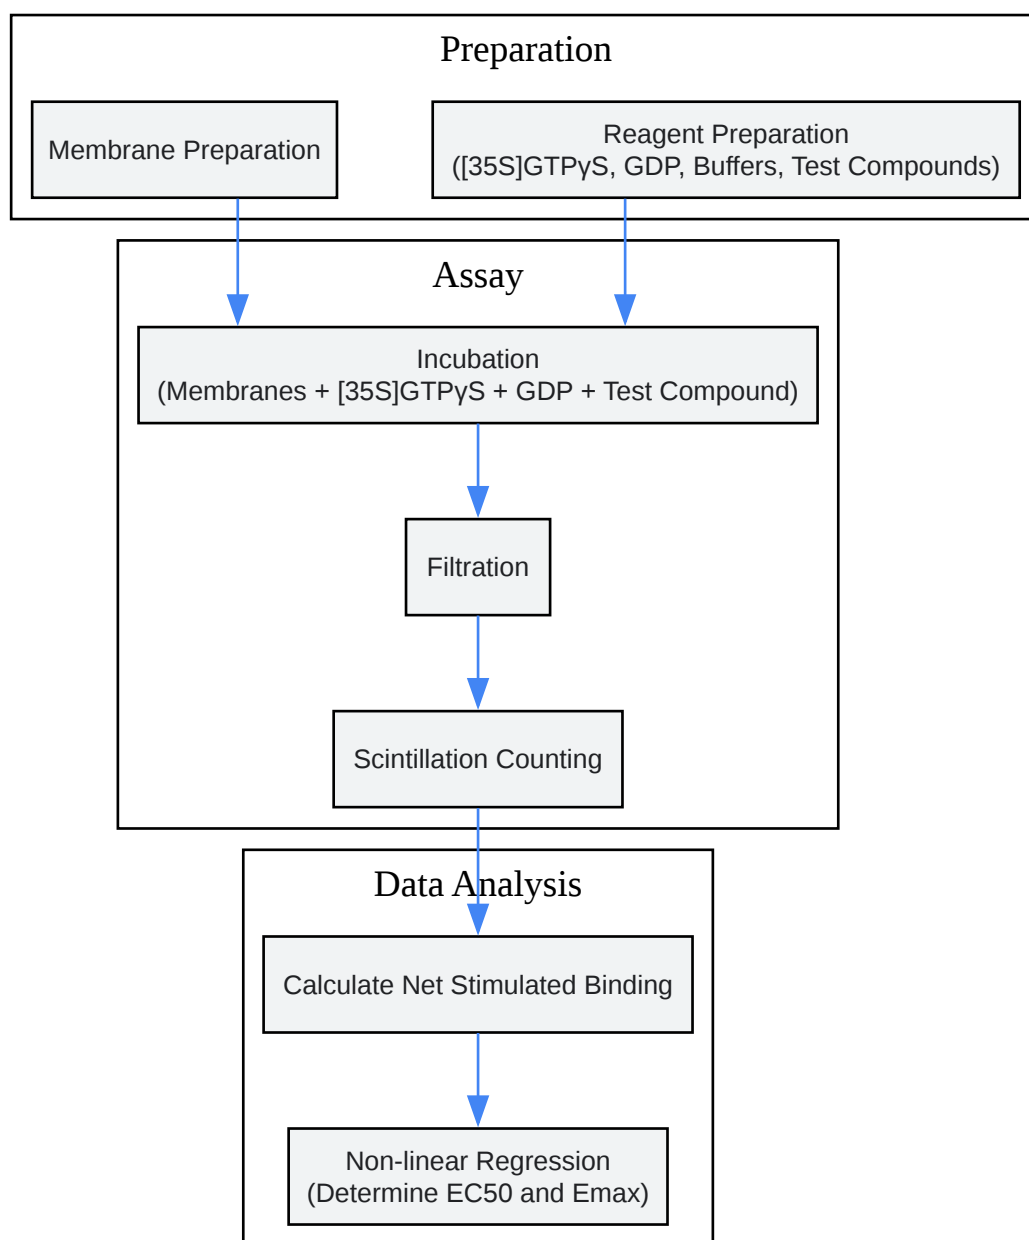 Preparation
Membrane Preparation
Reagent Preparation
([35S]GTPγS, GDP, Buffers, Test Compounds)
Assay
Incubation
(Membranes + [35S]GTPγS + GDP + Test Compound)
Filtration
Scintillation Counting
Data Analysis
Calculate Net Stimulated Binding
Non-linear Regression
(Determine EC50 and Emax)